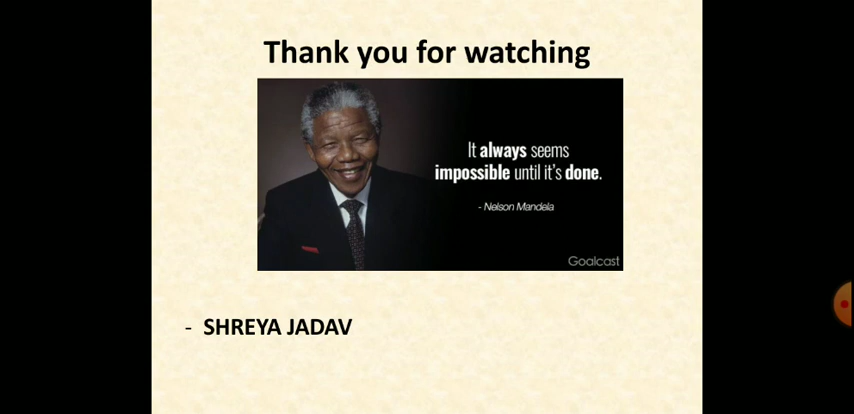 Thank you for watching
It always seems
impossible until it's done.
- Nelson Mandela
Goalcast
- SHREYA JADAV